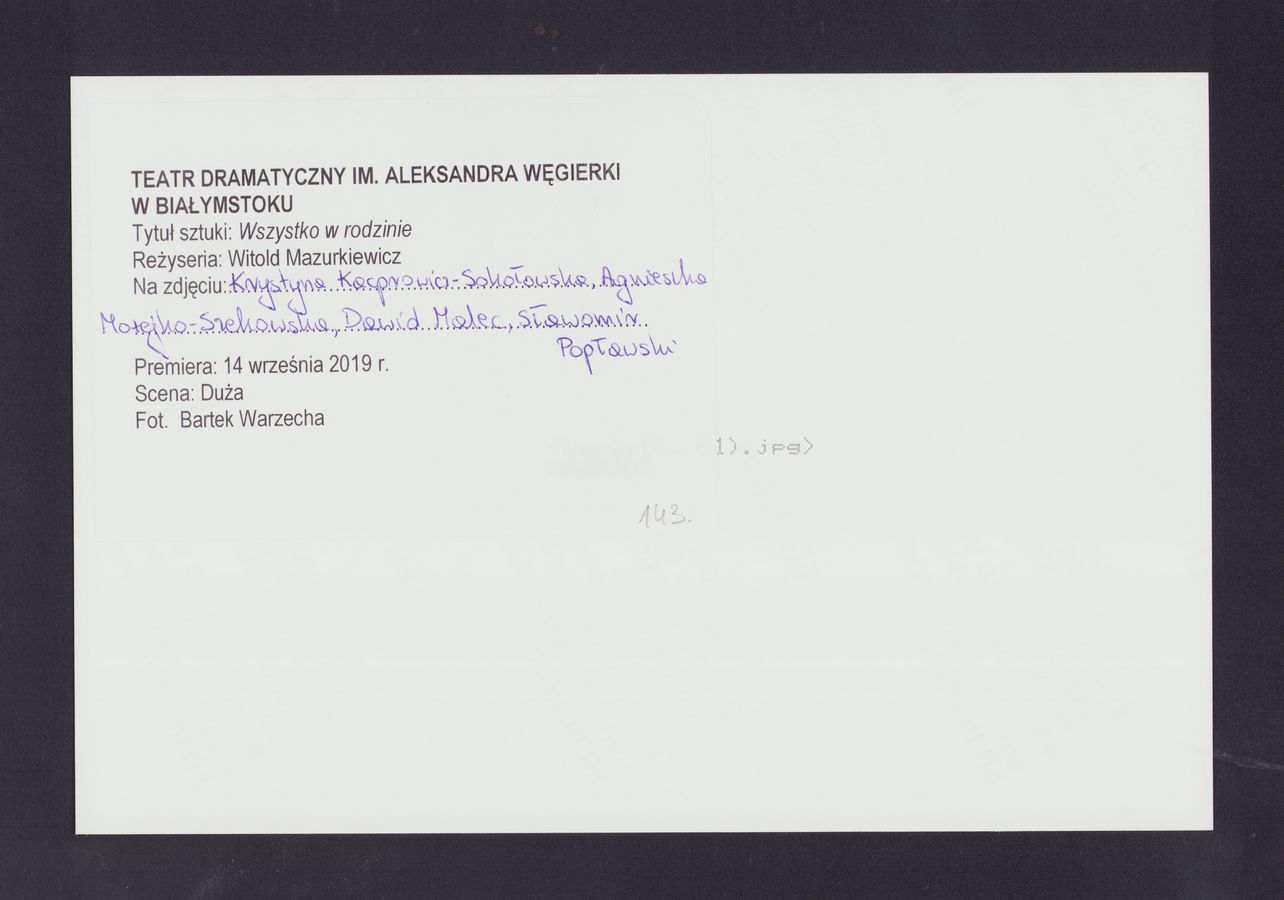 TEATR DRAMATYCZNY IM. ALEKSANDRA WĘGIERKI
W BIAŁYMSTOKU
Tytuł sztuki: Wszystko w rodzinie
Reżyseria: Witold Mazurkiewicz
Na zdjęciu: Krystyna Kacprowicz-Sokołowska, Agnieszka
Możejko-Szekowska, Dawid Malec, Sławomir
Popławski
Premiera: 14 września 2019 r.
Scena: Duża
Fot. Bartek Warzecha
1).jpg)
143.